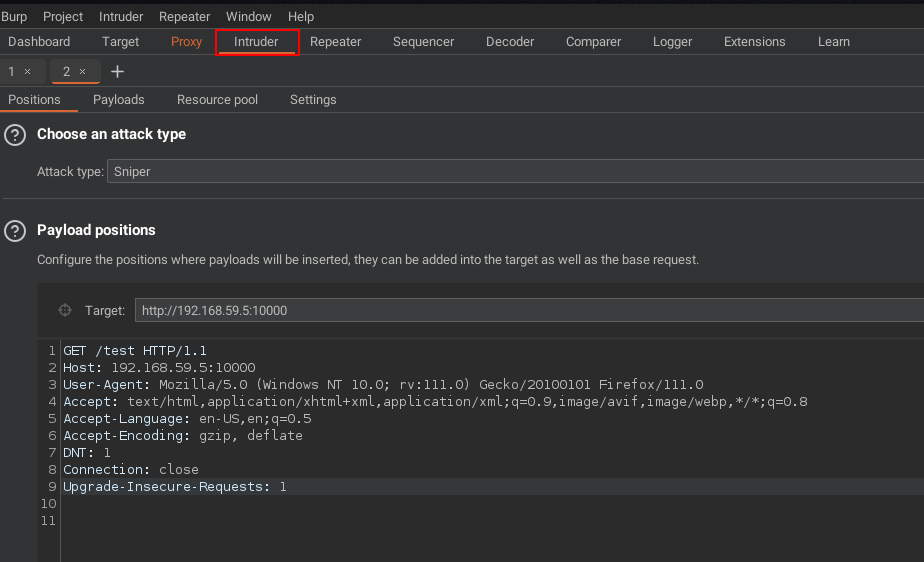 Burp Project Intruder Repeater Window Help
Dashboard Target Proxy Intruder Repeater Sequencer Decoder Comparer Logger Extensions Learn
1 × 2 × +
Positions Payloads Resource pool Settings
? Choose an attack type
Attack type: Sniper
? Payload positions
Configure the positions where payloads will be inserted, they can be added into the target as well as the base request.
Target: http://192.168.59.5:10000
1 GET /test HTTP/1.1
2 Host: 192.168.59.5:10000
3 User-Agent: Mozilla/5.0 (Windows NT 10.0; rv:111.0) Gecko/20100101 Firefox/111.0
4 Accept: text/html,application/xhtml+xml,application/xml;q=0.9,image/avif,image/webp,*/*;q=0.8
5 Accept-Language: en-US,en;q=0.5
6 Accept-Encoding: gzip, deflate
7 DNT: 1
8 Connection: close
9 Upgrade-Insecure-Requests: 1
10
11